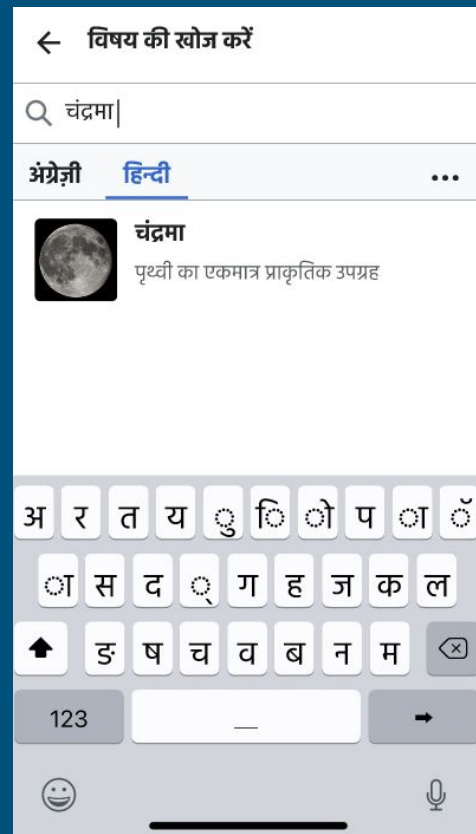 विषय की खोज करें
चंद्रमा
अंग्रेज़ी हिन्दी
चंद्रमा
पृथ्वी का एकमात्र प्राकृतिक उपग्रह
अ र त य ु ि ो प ा ॅ
ा स द ् ग ह ज क ल
ङ ष च व ब न म
123